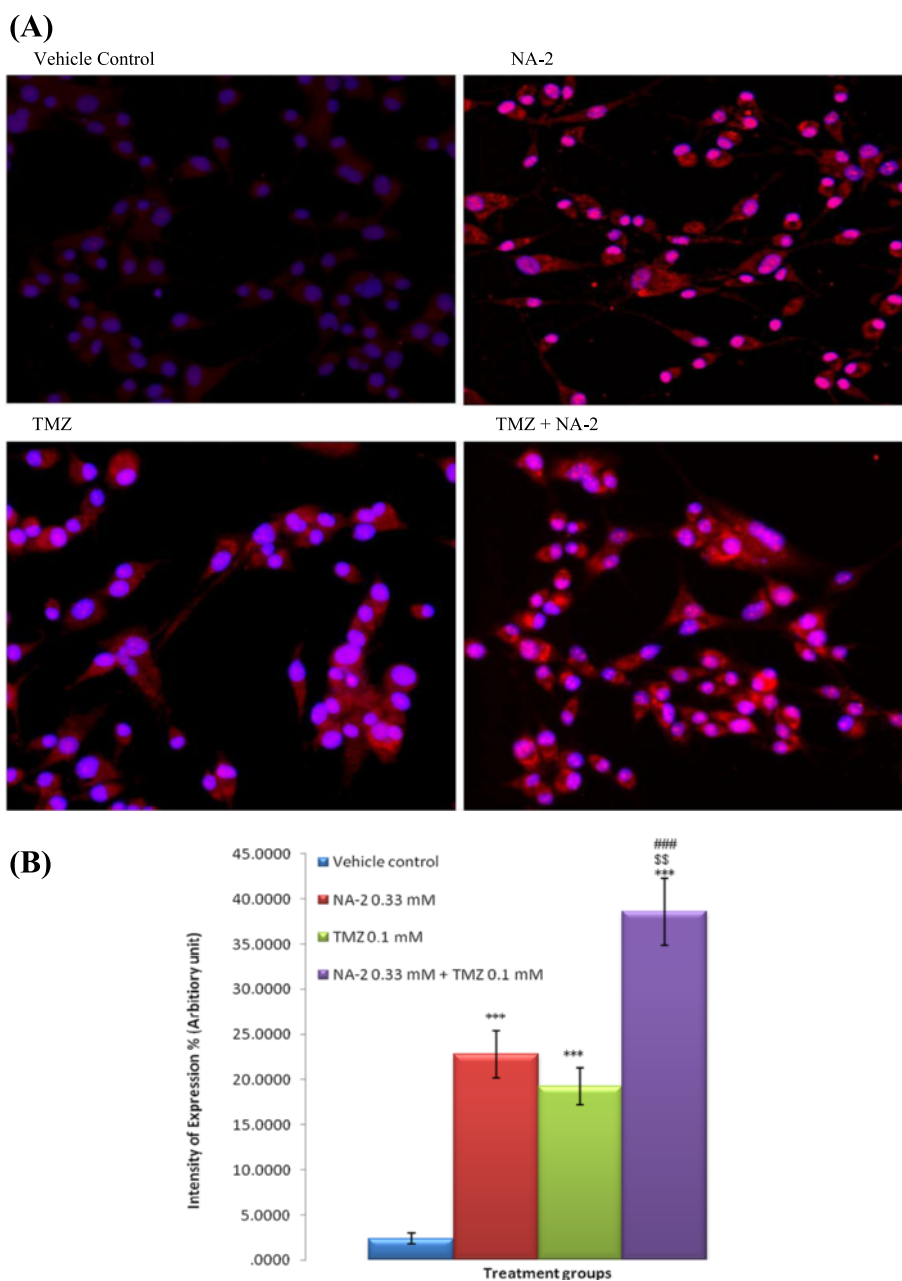 (A)
Vehicle Control
NA-2
TMZ
TMZ + NA-2
(B)
Intensity of Expression % (Arbitiory unit)
45.0000
40.0000
35.0000
30.0000
25.0000
20.0000
15.0000
10.0000
5.0000
.0000
Vehicle control
NA-2 0.33 mM
TMZ 0.1 mM
NA-2 0.33 mM + TMZ 0.1 mM
***
***
###
$$
***
Treatment groups